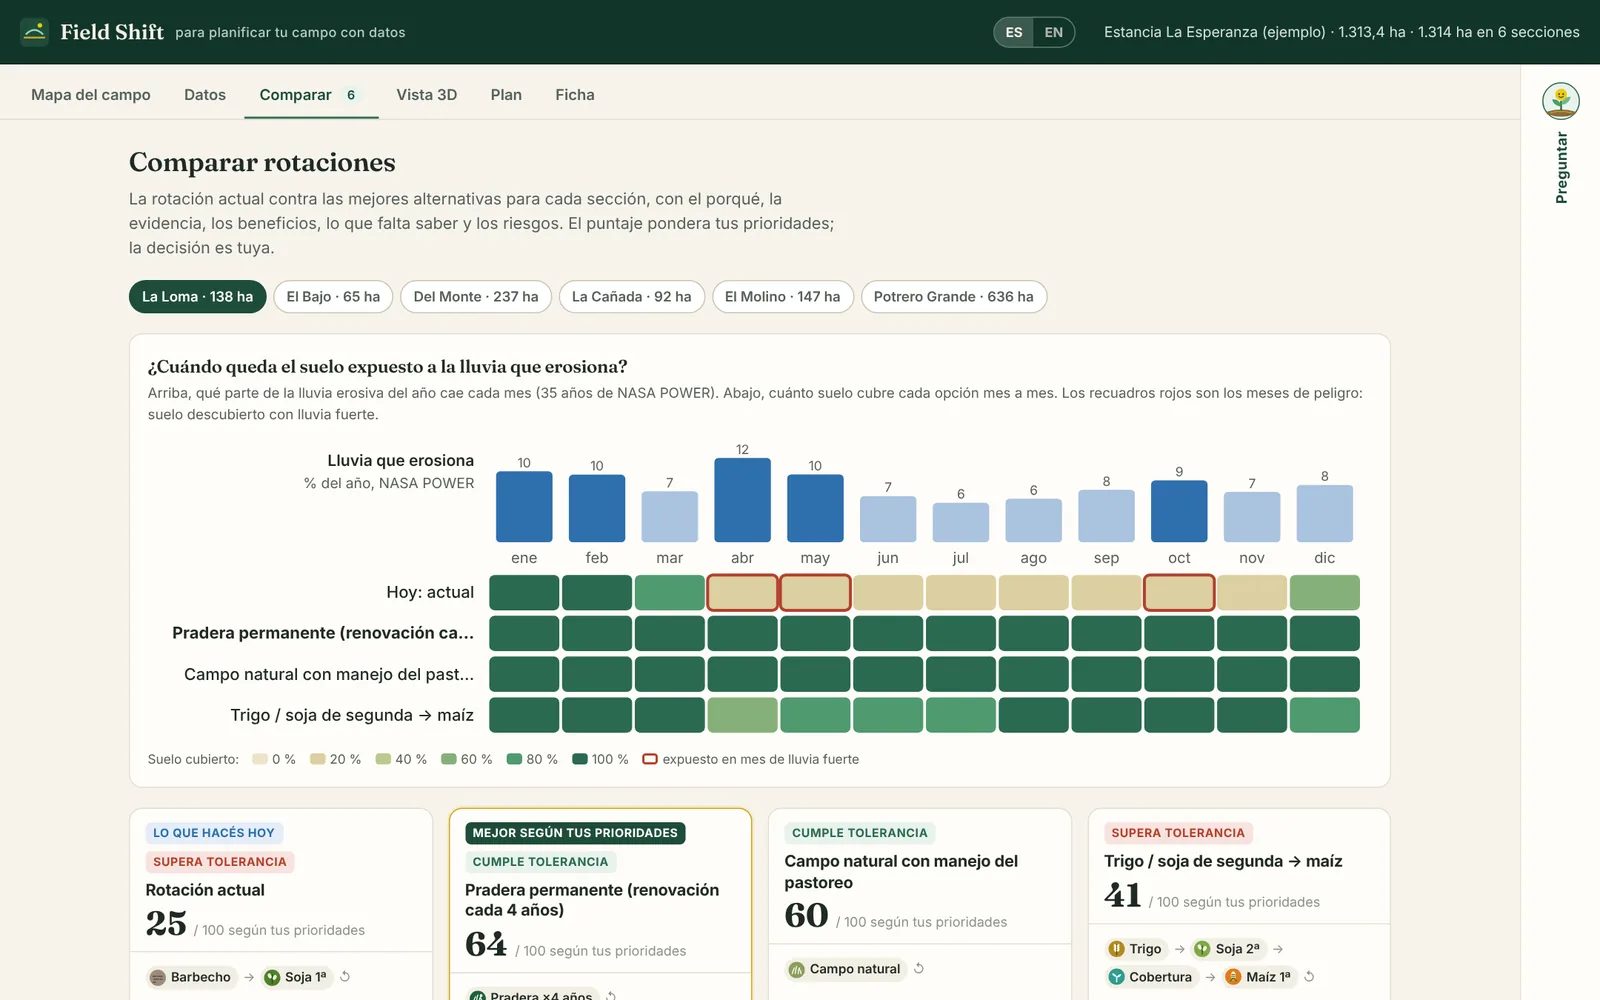 Field Shift para planificar tu campo con datos
ES EN
Estancia La Esperanza (ejemplo) · 1.313,4 ha · 1.314 ha en 6 secciones
Mapa del campo Datos Comparar 6 Vista 3D Plan Ficha
Preguntar
Comparar rotaciones
La rotación actual contra las mejores alternativas para cada sección, con el porqué, la
evidencia, los beneficios, lo que falta saber y los riesgos. El puntaje pondera tus prioridades;
la decisión es tuya.
La Loma · 138 ha El Bajo · 65 ha Del Monte · 237 ha La Cañada · 92 ha El Molino · 147 ha Potrero Grande · 636 ha
¿Cuándo queda el suelo expuesto a la lluvia que erosiona?
Arriba, qué parte de la lluvia erosiva del año cae cada mes (35 años de NASA POWER). Abajo, cuánto suelo cubre cada opción mes a mes. Los recuadros rojos son los meses de peligro:
suelo descubierto con lluvia fuerte.
Lluvia que erosiona
% del año, NASA POWER
10 10 7 12 10 7 6 6 8 9 7 8
ene feb mar abr may jun jul ago sep oct nov dic
Hoy: actual
Pradera permanente (renovación ca...
Campo natural con manejo del past...
Trigo / soja de segunda → maíz
Suelo cubierto: 0 % 20 % 40 % 60 % 80 % 100 % expuesto en mes de lluvia fuerte
LO QUE HACÉS HOY
SUPERA TOLERANCIA
Rotación actual
25 / 100 según tus prioridades
Barbecho → Soja 1ª
MEJOR SEGÚN TUS PRIORIDADES
CUMPLE TOLERANCIA
Pradera permanente (renovación
cada 4 años)
64 / 100 según tus prioridades
Pradera ×4 años
CUMPLE TOLERANCIA
Campo natural con manejo del
pastoreo
60 / 100 según tus prioridades
Campo natural
SUPERA TOLERANCIA
Trigo / soja de segunda → maíz
41 / 100 según tus prioridades
Trigo → Soja 2ª →
Cobertura → Maíz 1ª